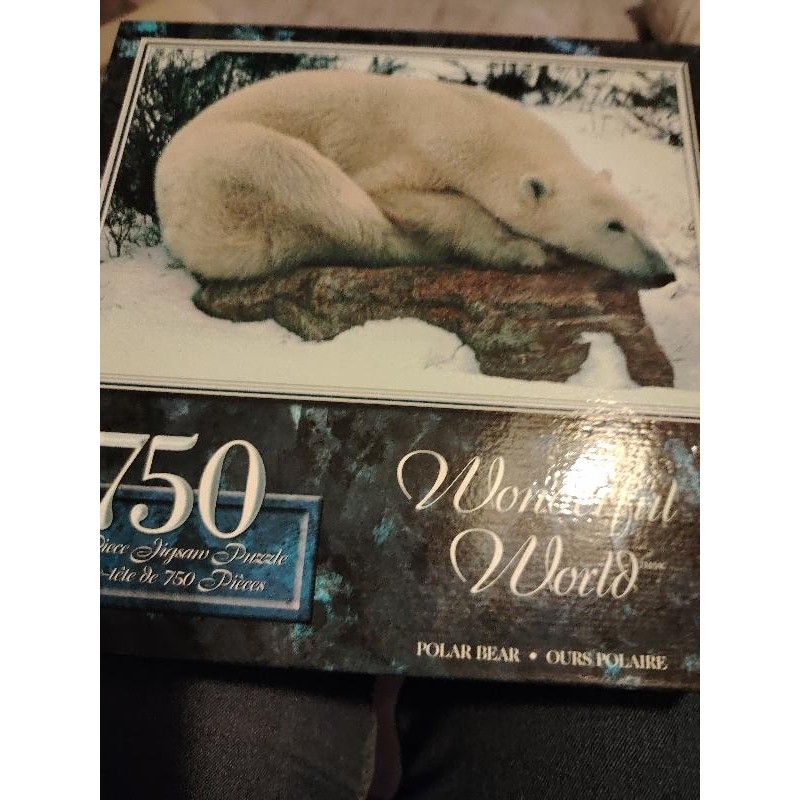 750
Piece Jigsaw Puzzle
-tête de 750 Pièces
Wonderful
World
POLAR BEAR • OURS POLAIRE